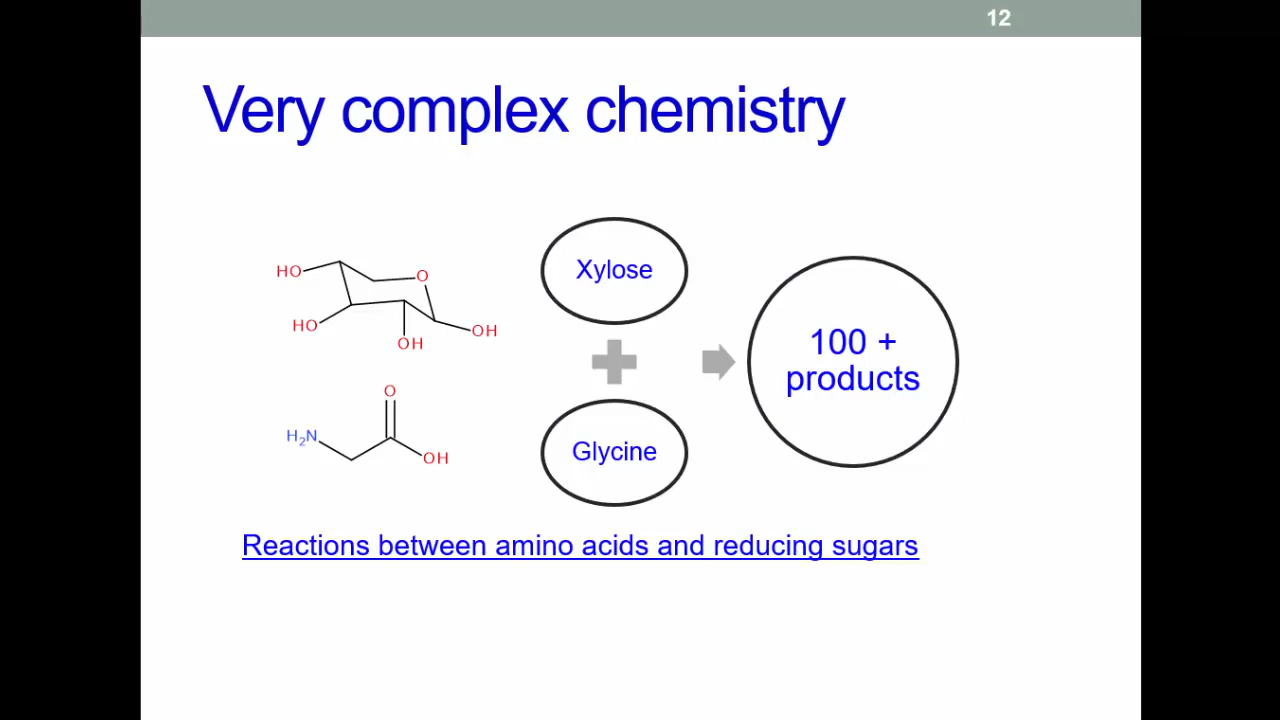 12
Very complex chemistry
HO
O
HO
OH
OH
Xylose
O
H₂N
OH
Glycine
100 +
products
Reactions between amino acids and reducing sugars